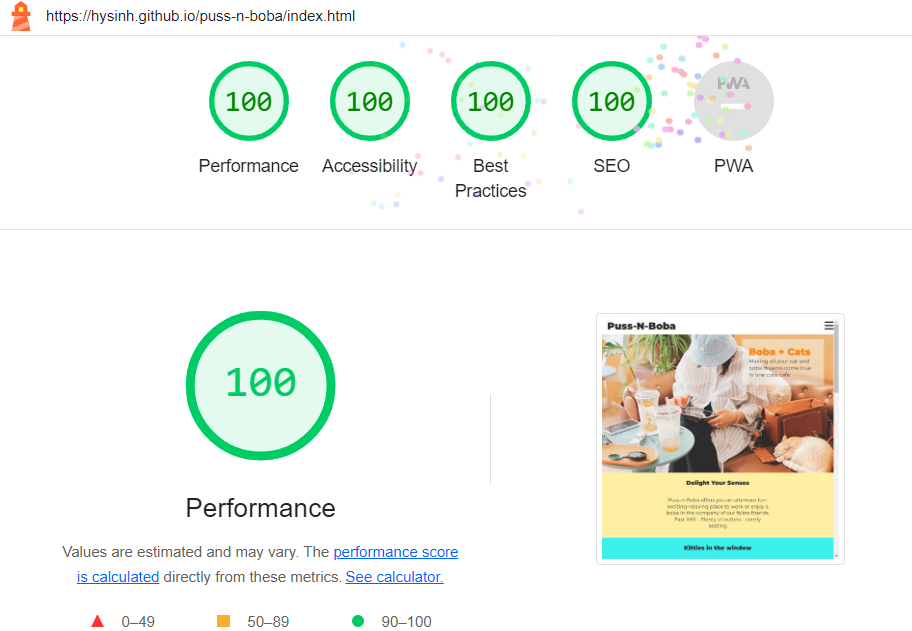 https://hysinh.github.io/puss-n-boba/index.html
100 100 100 100 PWA
Performance Accessibility Best Practices SEO PWA
100
Performance
Values are estimated and may vary. The performance score
is calculated directly from these metrics. See calculator.
0–49 50–89 90–100
Puss-N-Boba
Boba + Cats
Making all your cat and
boba dreams come true
in one cute cafe
Delight Your Senses
Puss-n-Boba offers you an alternate fun-
exciting-relaxing place to work or enjoy a
boba in the company of our feline friends.
Fast Wifi - Plenty of outlets - comfy
seating
Kitties in the window